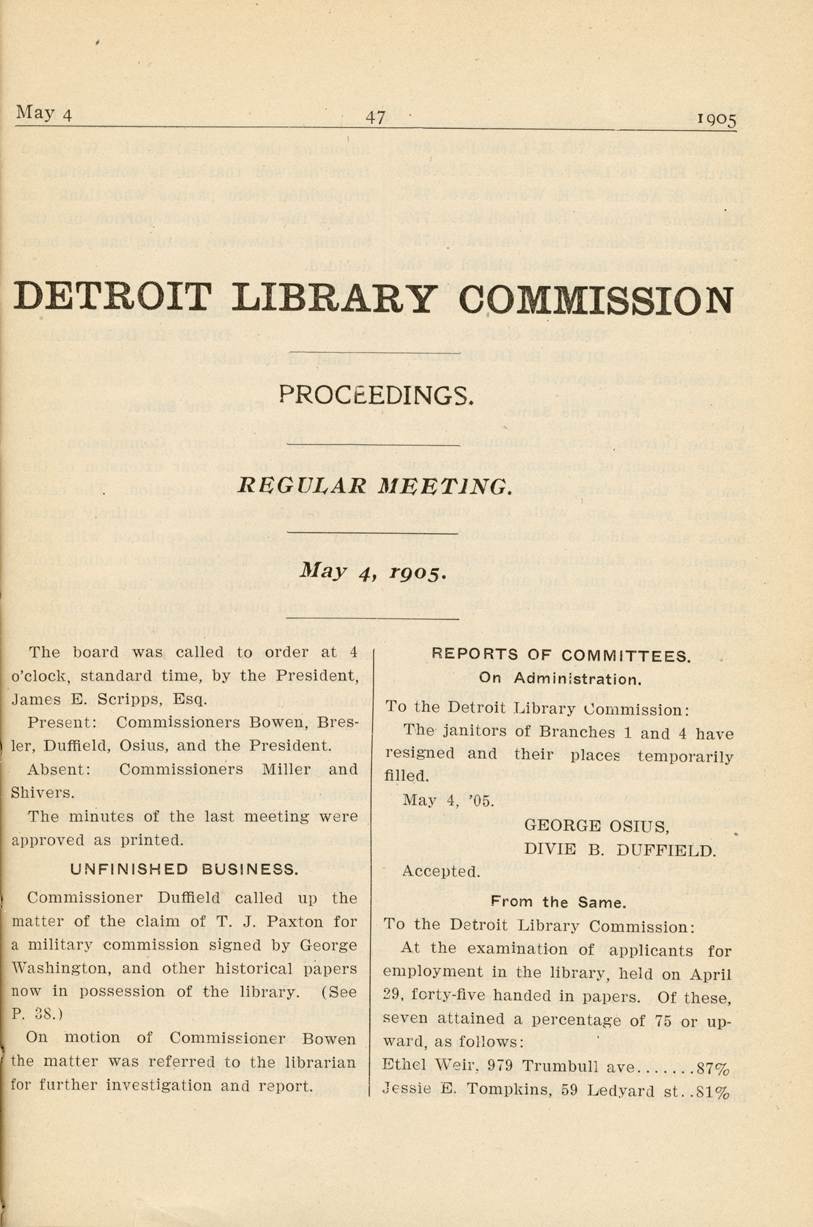 May 4 47 1905
DETROIT LIBRARY COMMISSION
PROCEEDINGS.
REGULAR MEETING.
May 4, 1905.
The board was called to order at 4
o'clock, standard time, by the President,
James E. Scripps, Esq.
Present: Commissioners Bowen, Bres-
ler, Duffield, Osius, and the President.
Absent: Commissioners Miller and
Shivers.
The minutes of the last meeting were
approved as printed.
UNFINISHED BUSINESS.
Commissioner Duffield called up the
matter of the claim of T. J. Paxton for
a military commission signed by George
Washington, and other historical papers
now in possession of the library. (See
P. 38.)
On motion of Commissioner Bowen
the matter was referred to the librarian
for further investigation and report.
REPORTS OF COMMITTEES.
On Administration.
To the Detroit Library Commission:
The janitors of Branches 1 and 4 have
resigned and their places temporarily
filled.
May 4, '05.
GEORGE OSIUS,
DIVIE B. DUFFIELD.
Accepted.
From the Same.
To the Detroit Library Commission:
At the examination of applicants for
employment in the library, held on April
29, forty-five handed in papers. Of these,
seven attained a percentage of 75 or up-
ward, as follows:
Ethel Weir, 979 Trumbull ave.......87%
Jessie E. Tompkins, 59 Ledyard st..81%